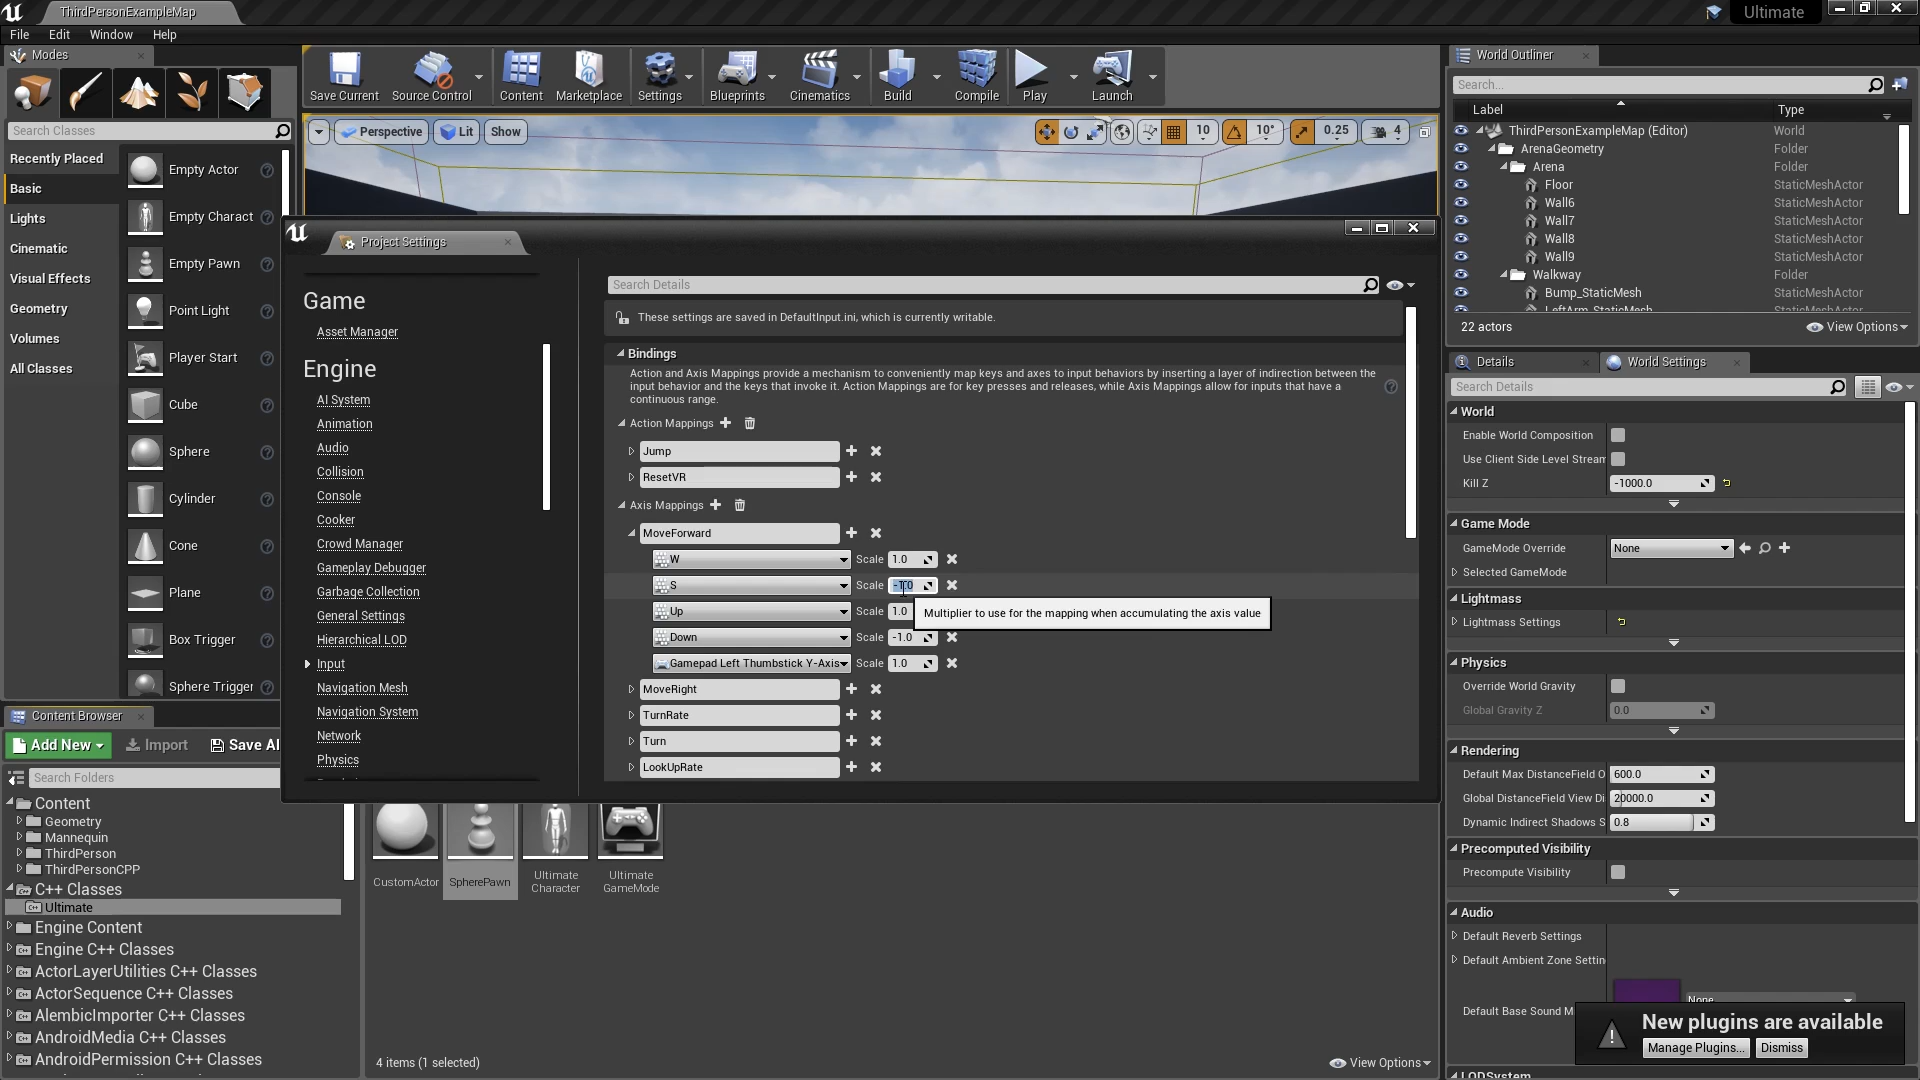 ThirdPersonExampleMap
Ultimate
File Edit Window Help
Modes
Search Classes
Recently Placed
Basic
Lights
Cinematic
Visual Effects
Geometry
Volumes
All Classes
Empty Actor
Empty Charact
Empty Pawn
Point Light
Player Start
Cube
Sphere
Cylinder
Cone
Plane
Box Trigger
Sphere Trigger
Save Current
Source Control
Content
Marketplace
Settings
Blueprints
Cinematics
Build
Compile
Play
Launch
Perspective Lit Show
10 10° 0.25 4
Project Settings
Game
Asset Manager
Engine
AI System
Animation
Audio
Collision
Console
Cooker
Crowd Manager
Gameplay Debugger
Garbage Collection
General Settings
Hierarchical LOD
Input
Navigation Mesh
Navigation System
Network
Physics
Search Details
These settings are saved in DefaultInput.ini, which is currently writable.
Bindings
Action and Axis Mappings provide a mechanism to conveniently map keys and axes to input behaviors by inserting a layer of indirection between the
input behavior and the keys that invoke it. Action Mappings are for key presses and releases, while Axis Mappings allow for inputs that have a
continuous range.
Action Mappings
Jump
ResetVR
Axis Mappings
MoveForward
W Scale 1.0
S Scale -1.0
Up Scale 1.0
Multiplier to use for the mapping when accumulating the axis value
Down Scale -1.0
Gamepad Left Thumbstick Y-Axis Scale 1.0
MoveRight
TurnRate
Turn
LookUpRate
World Outliner
Search...
Label Type
ThirdPersonExampleMap (Editor) World
ArenaGeometry Folder
Arena Folder
Floor StaticMeshActor
Wall6 StaticMeshActor
Wall7 StaticMeshActor
Wall8 StaticMeshActor
Wall9 StaticMeshActor
Walkway Folder
Bump_StaticMesh StaticMeshActor
LeftArm_StaticMesh StaticMeshActor
22 actors
View Options
Details
World Settings
Search Details
World
Enable World Composition
Use Client Side Level Stream
Kill Z -1000.0
Game Mode
GameMode Override None
Selected GameMode
Lightmass
Lightmass Settings
Physics
Override World Gravity
Global Gravity Z 0.0
Rendering
Default Max DistanceField O 600.0
Global DistanceField View Di 20000.0
Dynamic Indirect Shadows S 0.8
Precomputed Visibility
Precompute Visibility
Audio
Default Reverb Settings
Default Ambient Zone Settin
Default Base Sound M None
LODSystem
New plugins are available
Manage Plugins... Dismiss
Content Browser
Add New Import Save Al
Search Folders
Content
Geometry
Mannequin
ThirdPerson
ThirdPersonCPP
C++ Classes
Ultimate
Engine Content
Engine C++ Classes
ActorLayerUtilities C++ Classes
ActorSequence C++ Classes
AlembicImporter C++ Classes
AndroidMedia C++ Classes
AndroidPermission C++ Classes
CustomActor
SpherePawn
Ultimate
Character
Ultimate
GameMode
4 items (1 selected)
View Options